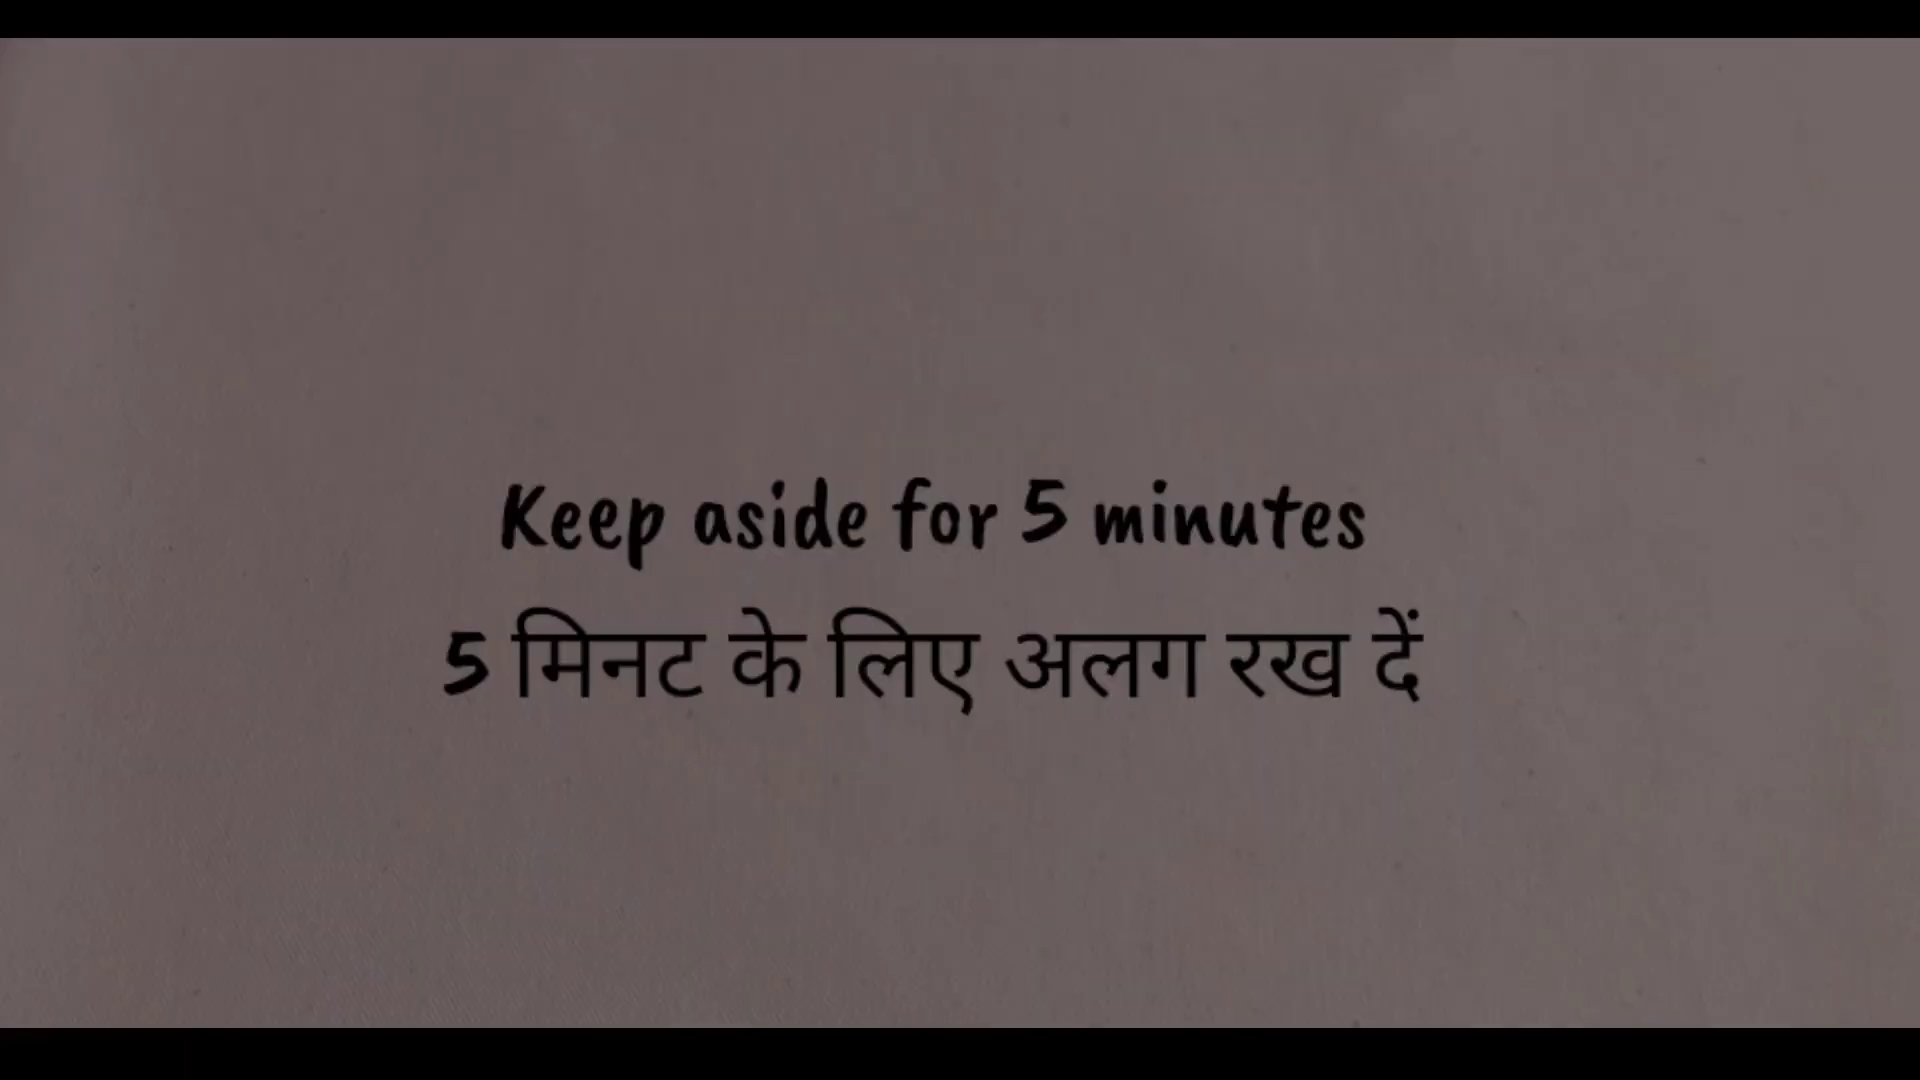 Keep aside for 5 minutes
5 मिनट के लिए अलग रख दें